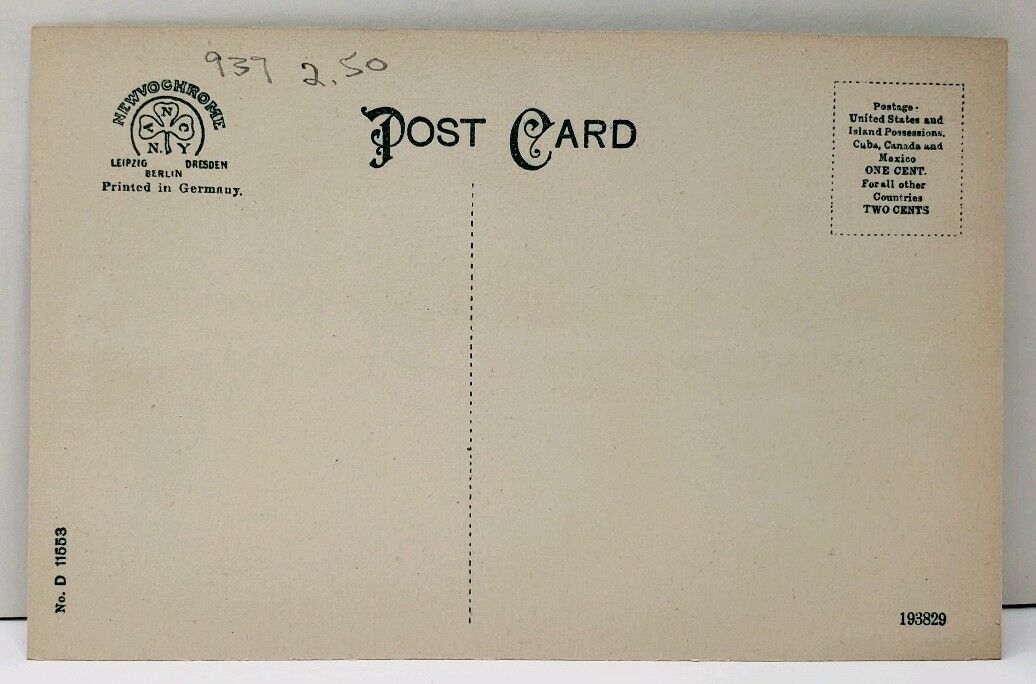 937 2.50
NEWVOCHROME
A N C
N. Y
LEIPZIG DRESDEN
BERLIN
Printed in Germany.
POST CARD
Postage-
United States and
Island Possessions,
Cuba, Canada and
Mexico
ONE CENT.
For all other
Countries
TWO CENTS
No. D 11553
193829